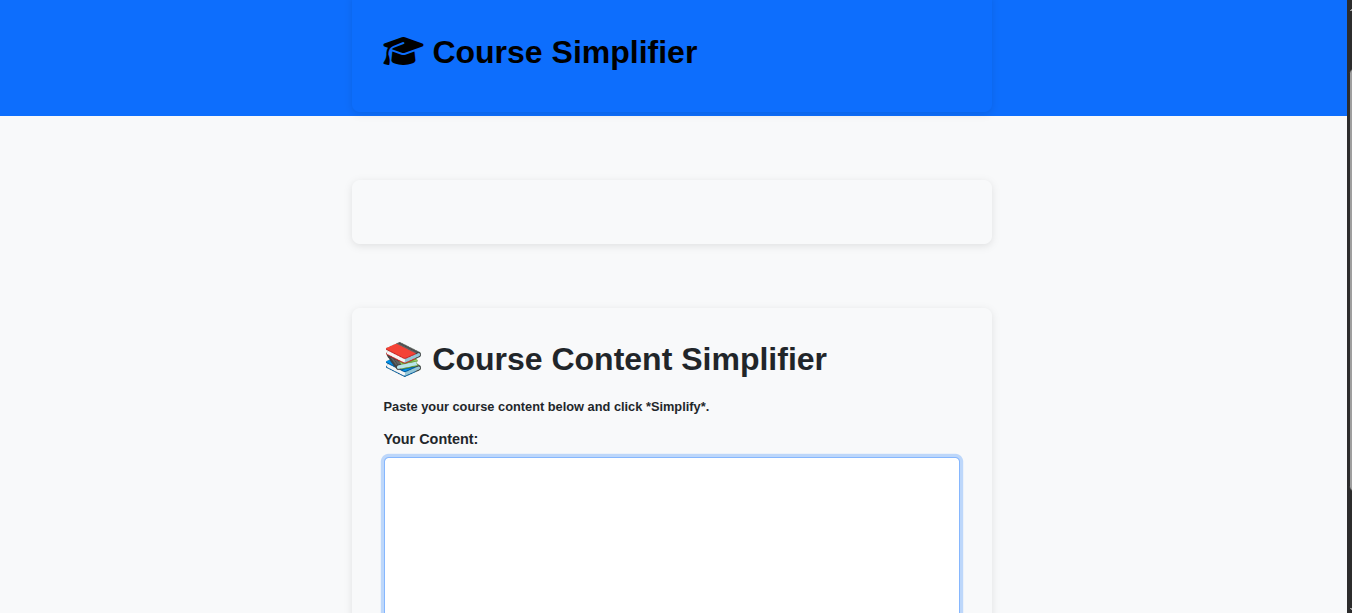 Course Simplifier
Course Content Simplifier
Paste your course content below and click *Simplify*.
Your Content: